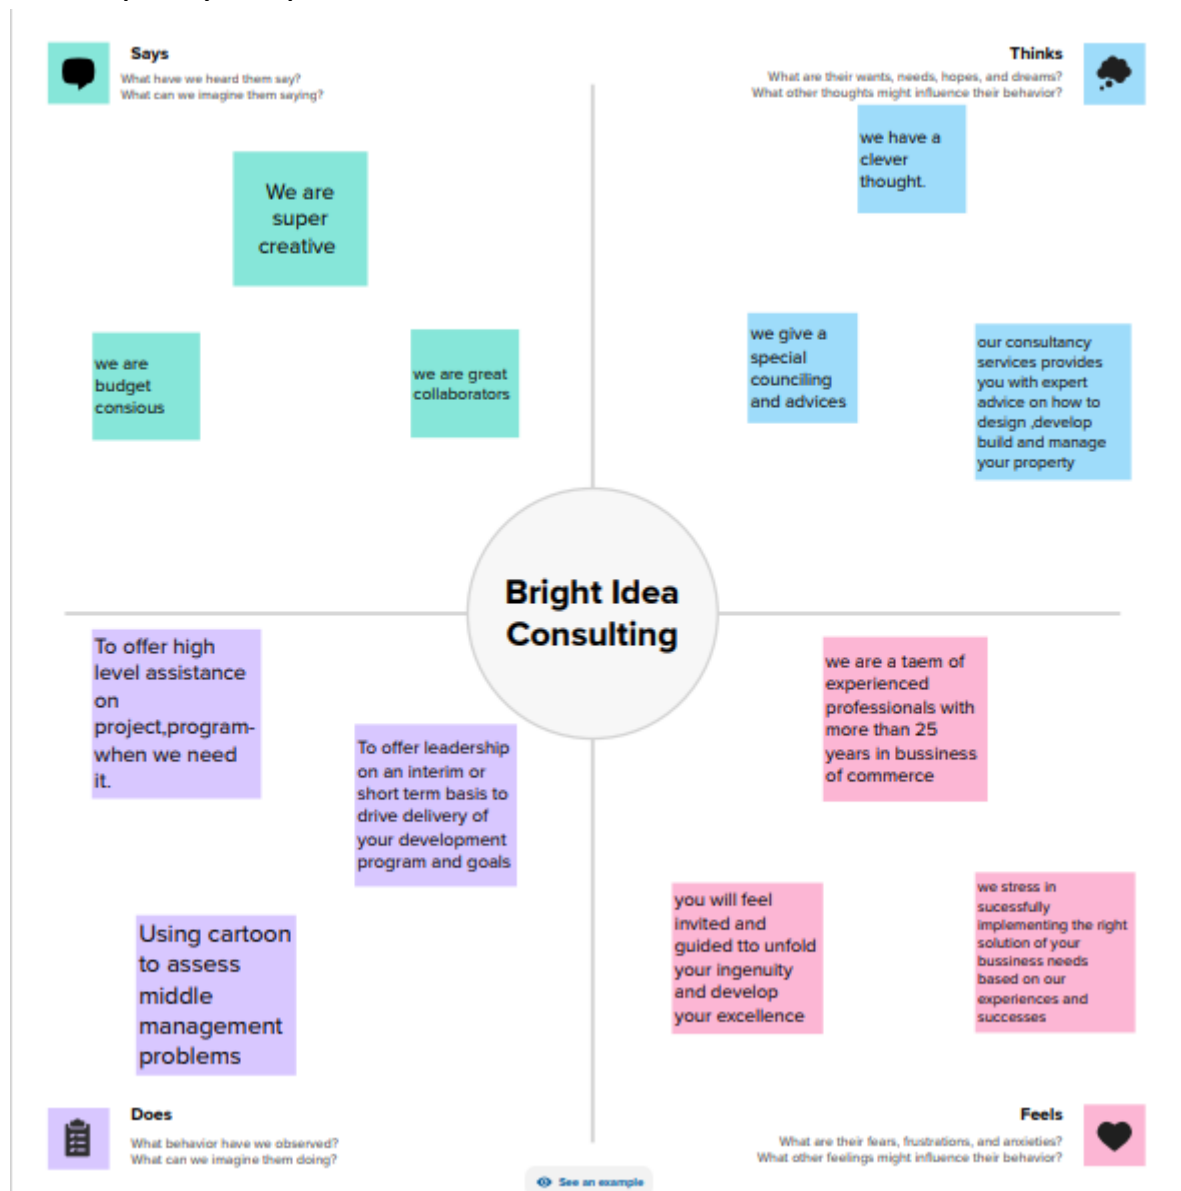 Says
What have we heard them say?
What can we imagine them saying?
Thinks
What are their wants, needs, hopes, and dreams?
What other thoughts might influence their behavior?
We are
super
creative
we are
budget
consious
we are great
collaborators
we have a
clever
thought.
we give a
special
counciling
and advices
our consultancy
services provides
you with expert
advice on how to
design ,develop
build and manage
your property
Bright Idea
Consulting
To offer high
level assistance
on
project,program-
when we need
it.
To offer leadership
on an interim or
short term basis to
drive delivery of
your development
program and goals
Using cartoon
to assess
middle
management
problems
we are a taem of
experienced
professionals with
more than 25
years in bussiness
of commerce
you will feel
invited and
guided tto unfold
your ingenuity
and develop
your excellence
we stress in
sucessfully
implementing the right
solution of your
bussiness needs
based on our
experiences and
successes
Does
What behavior have we observed?
What can we imagine them doing?
Feels
What are their fears, frustrations, and anxieties?
What other feelings might influence their behavior?
See an example